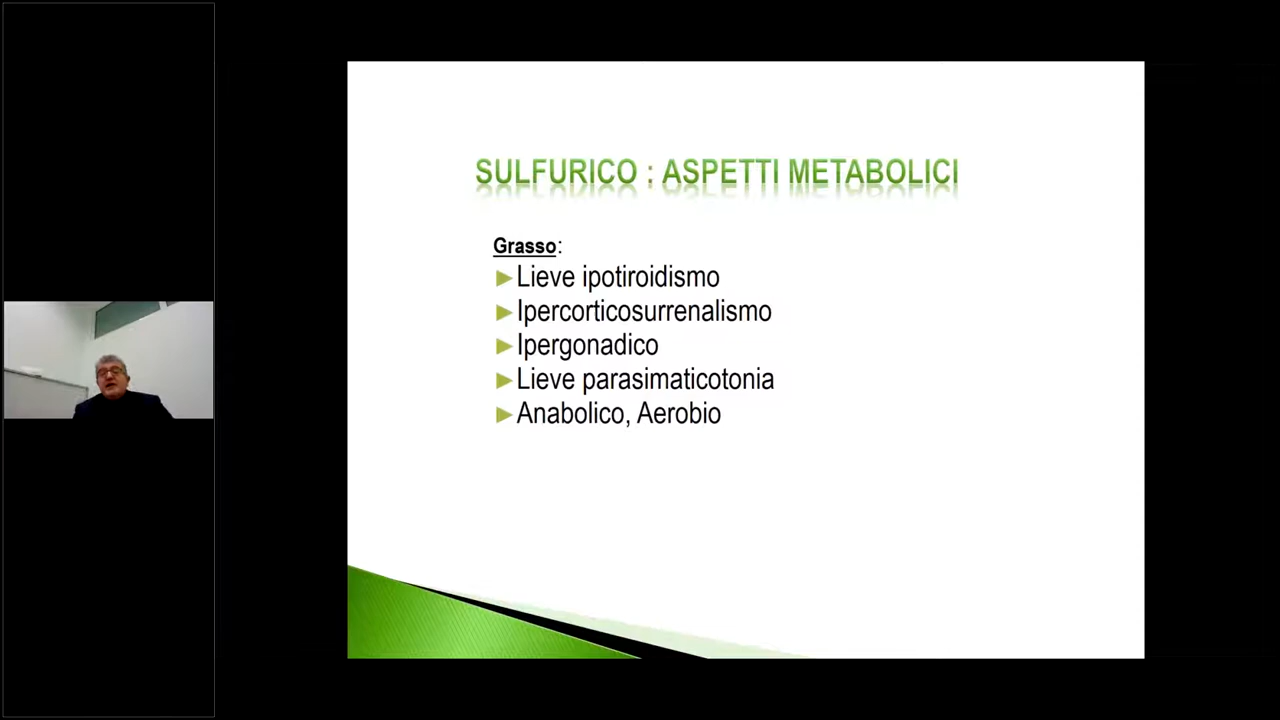 SULFURICO : ASPETTI METABOLICI
Grasso:
►Lieve ipotiroidismo
►Ipercorticosurrenalismo
►Ipergonadico
►Lieve parasimaticotonia
►Anabolico, Aerobio